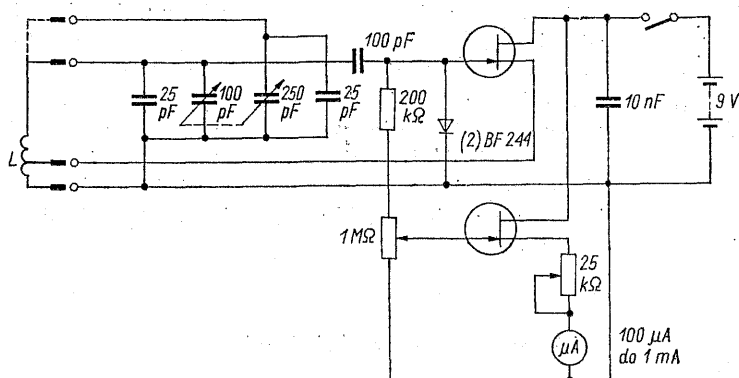 100 pF
25
pF
100
pF
250
pF
25
pF
200
kΩ
(2) BF 244
10 nF
9 V
L
1 MΩ
25
kΩ
μA
100 μA
do 1 mA